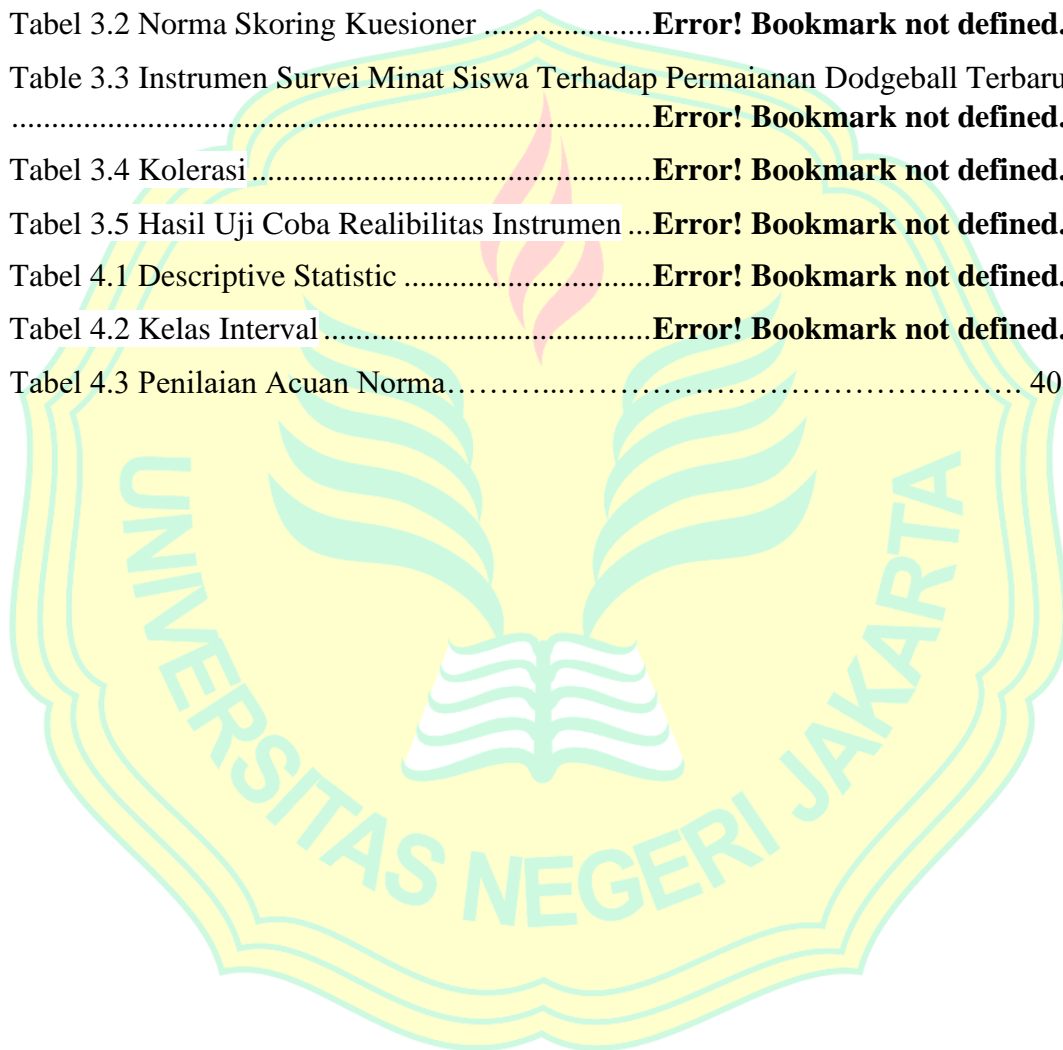 Tabel 3.2 Norma Skoring Kuesioner .....................Error! Bookmark not defined.
Table 3.3 Instrumen Survei Minat Siswa Terhadap Permaianan Dodgeball Terbaru
................................................................................Error! Bookmark not defined.
Tabel 3.4 Kolerasi..................................................Error! Bookmark not defined.
Tabel 3.5 Hasil Uji Coba Realibilitas Instrumen ...Error! Bookmark not defined.
Tabel 4.1 Descriptive Statistic ...............................Error! Bookmark not defined.
Tabel 4.2 Kelas Interval.........................................Error! Bookmark not defined.
Tabel 4.3 Penilaian Acuan Norma………...………………………………………… 40
UNIVERSITAS NEGERI JAKARTA